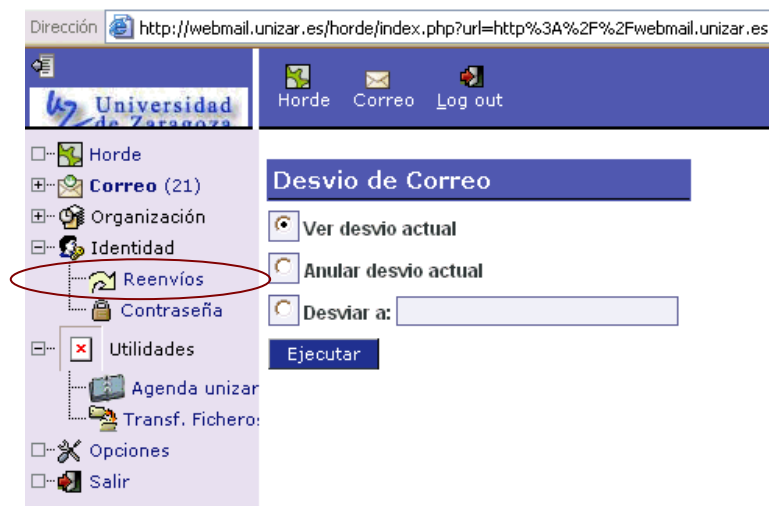 Dirección http://webmail.unizar.es/horde/index.php?url=http%3A%2F%2Fwebmail.unizar.es
Universidad
de Zaragoza
Horde Correo Log out
Horde
Correo (21)
Organización
Identidad
Reenvíos
Contraseña
Utilidades
Agenda unizar
Transf. Ficheros
Opciones
Salir
Desvio de Correo
Ver desvio actual
Anular desvio actual
Desviar a:
Ejecutar